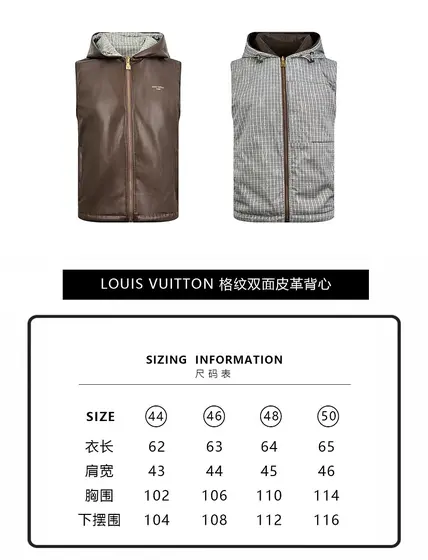 LOUIS VUITTON 格纹双面皮革背心
SIZING INFORMATION
尺码表
SIZE 44 46 48 50
衣长 62 63 64 65
肩宽 43 44 45 46
胸围 102 106 110 114
下摆围 104 108 112 116